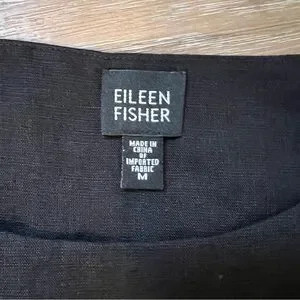 EILEEN
FISHER
MADE IN
CHINA
OF
IMPORTED
FABRIC
M